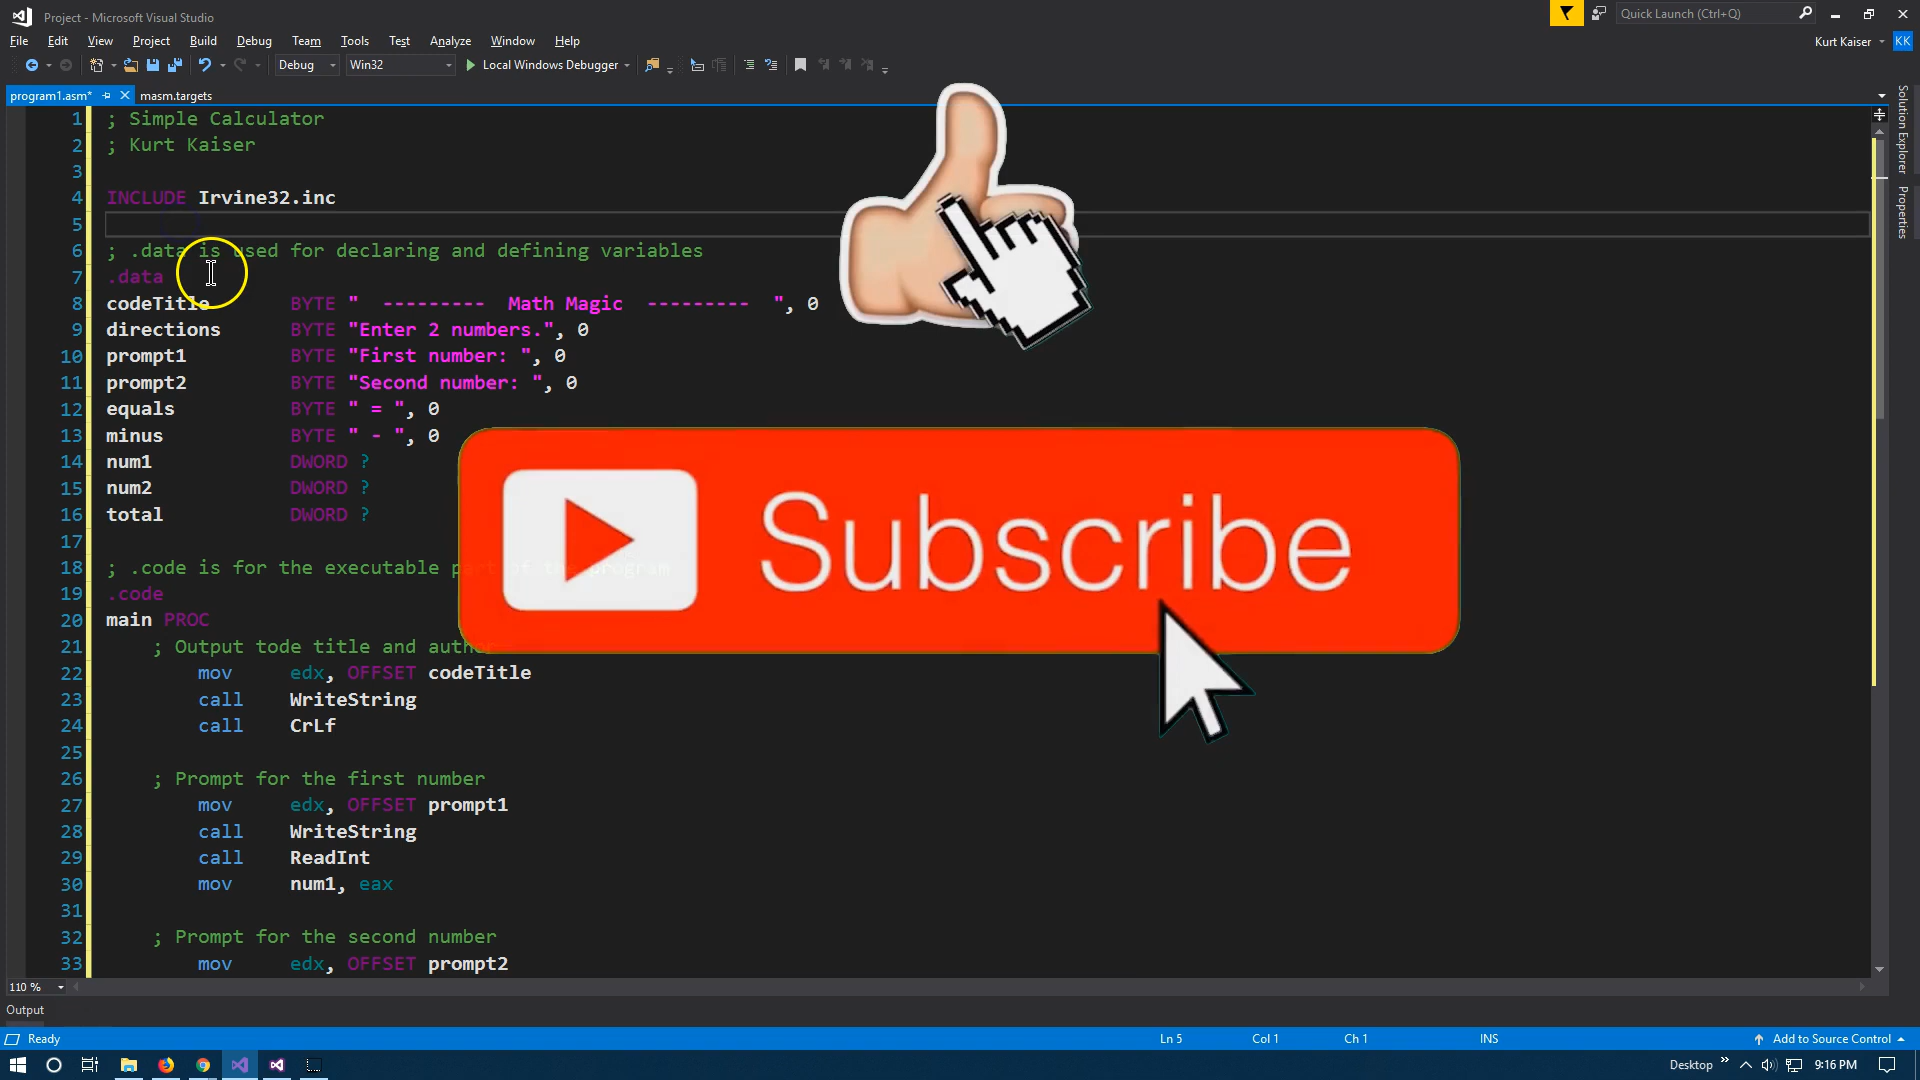 Project - Microsoft Visual Studio
Quick Launch (Ctrl+Q)
File Edit View Project Build Debug Team Tools Test Analyze Window Help
Kurt Kaiser KK
Debug Win32 Local Windows Debugger
program1.asm* masm.targets
Solution Explorer
Properties
1 ; Simple Calculator
2 ; Kurt Kaiser
3
4 INCLUDE Irvine32.inc
5
6 ; .data is used for declaring and defining variables
7 .data
8 codeTitle BYTE "  ---------  Math Magic  ---------  ", 0
9 directions BYTE "Enter 2 numbers.", 0
10 prompt1 BYTE "First number: ", 0
11 prompt2 BYTE "Second number: ", 0
12 equals BYTE " = ", 0
13 minus BYTE " - ", 0
14 num1 DWORD ?
15 num2 DWORD ?
16 total DWORD ?
17
Subscribe
18 ; .code is for the executable part of the program
19 .code
20 main PROC
21 ; Output tode title and author
22 mov edx, OFFSET codeTitle
23 call WriteString
24 call CrLf
25
26 ; Prompt for the first number
27 mov edx, OFFSET prompt1
28 call WriteString
29 call ReadInt
30 mov num1, eax
31
32 ; Prompt for the second number
33 mov edx, OFFSET prompt2
110 %
Output
Ready Ln 5 Col 1 Ch 1 INS Add to Source Control
Desktop 9:16 PM